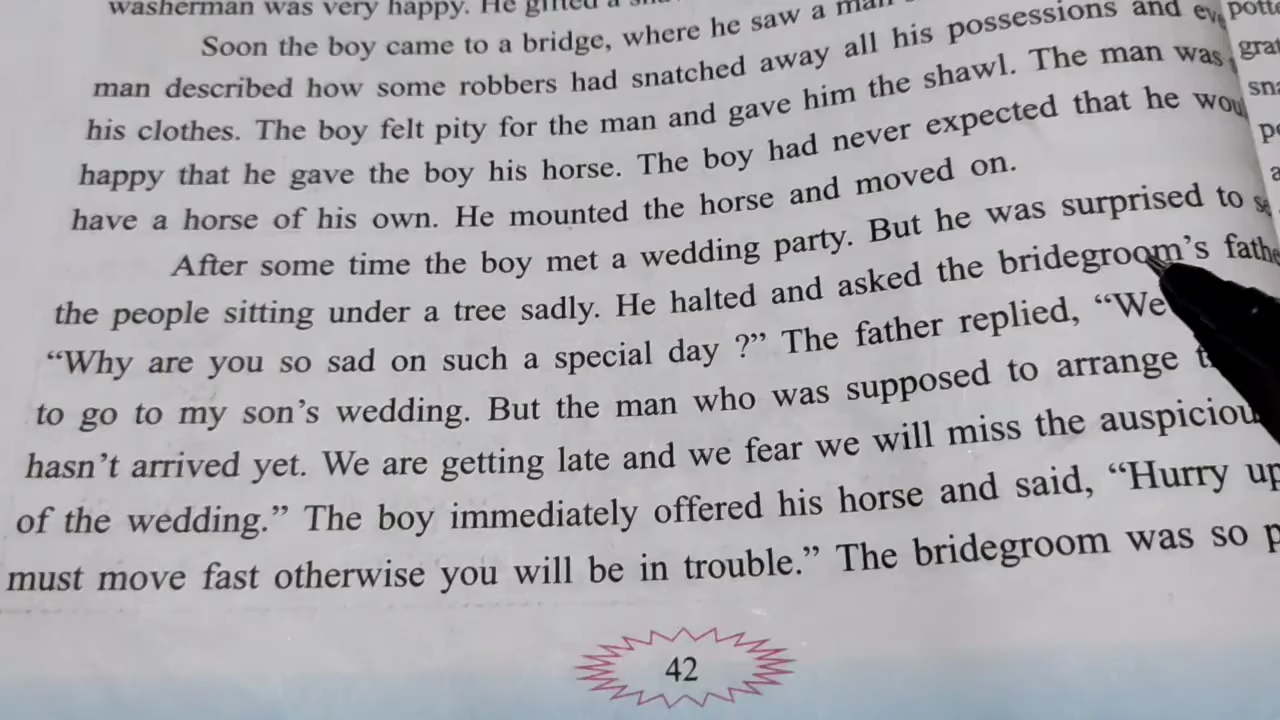 washerman was very happy. He gifted a
Soon the boy came to a bridge, where he saw a man
man described how some robbers had snatched away all his possessions and
his clothes. The boy felt pity for the man and gave him the shawl. The man was
happy that he gave the boy his horse. The boy had never expected that he
have a horse of his own. He mounted the horse and moved on.
After some time the boy met a wedding party. But he was surprised to
the people sitting under a tree sadly. He halted and asked the bridegroom's
"Why are you so sad on such a special day ?" The father replied, "We
to go to my son's wedding. But the man who was supposed to arrange
hasn't arrived yet. We are getting late and we fear we will miss the
of the wedding." The boy immediately offered his horse and said, "Hurry up
must move fast otherwise you will be in trouble." The bridegroom was so
42